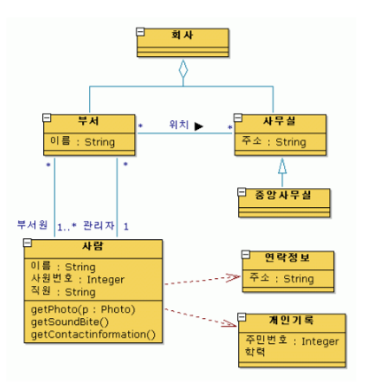 회사
부서
이름 : String
* 위치 ▶ *
사무실
주소 : String
* *
중앙사무실
부서원 1..* 관리자 1
사람
이름 : String
사원번호 : Integer
직원 : String
getPhoto(p : Photo)
getSoundBite()
getContactinformation()
연락정보
주소 : String
개인기록
주민번호 : Integer
학력